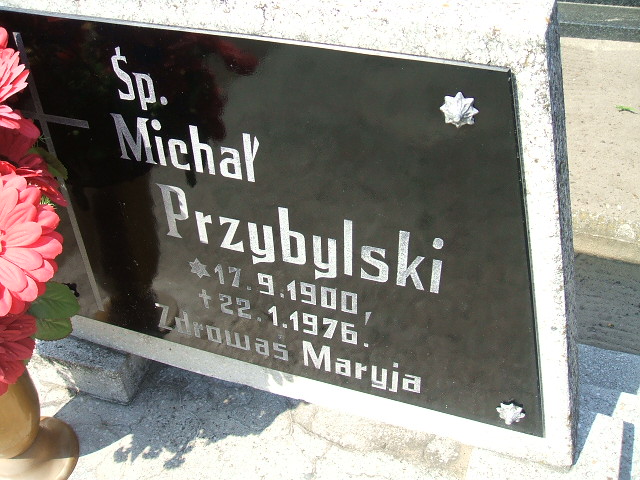 Śp.
Michał
Przybylski
* 17.9.1900,
+ 22.1.1976.
Zdrowaś Maryja